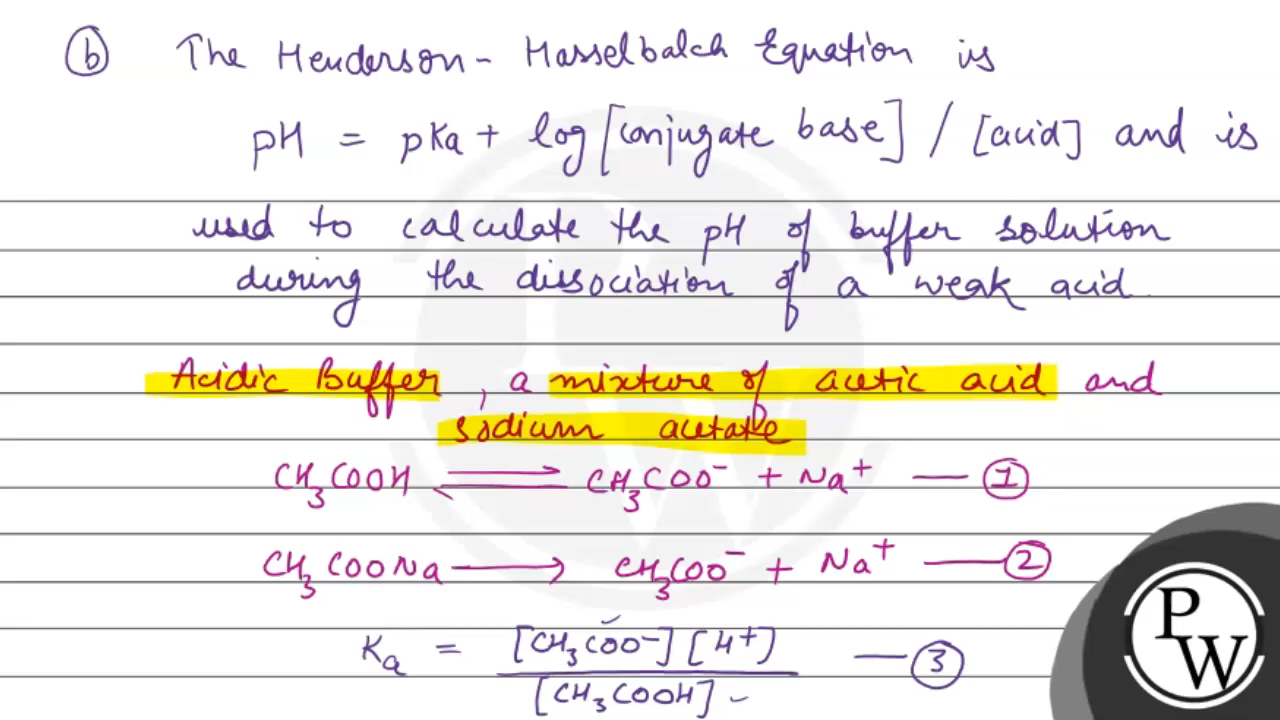 (b) The Henderson - Hasselbalch Equation is
pH = pKa + log [conjugate base] / [acid] and is
used to calculate the pH of buffer solution
during the dissociation of a weak acid.
Acidic Buffer, a mixture of acetic acid and
sodium acetate
CH₃COOH ⇌ CH₃COO⁻ + Na⁺ — ①
CH₃COONa → CH₃COO⁻ + Na⁺ — ②
Ka = [CH₃COO⁻] [H⁺] / [CH₃COOH] — ③
PW